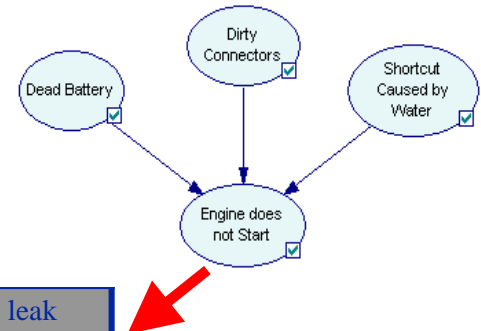 Dirty
Connectors
Dead Battery
Shortcut
Caused by
Water
Engine does
not Start
leak